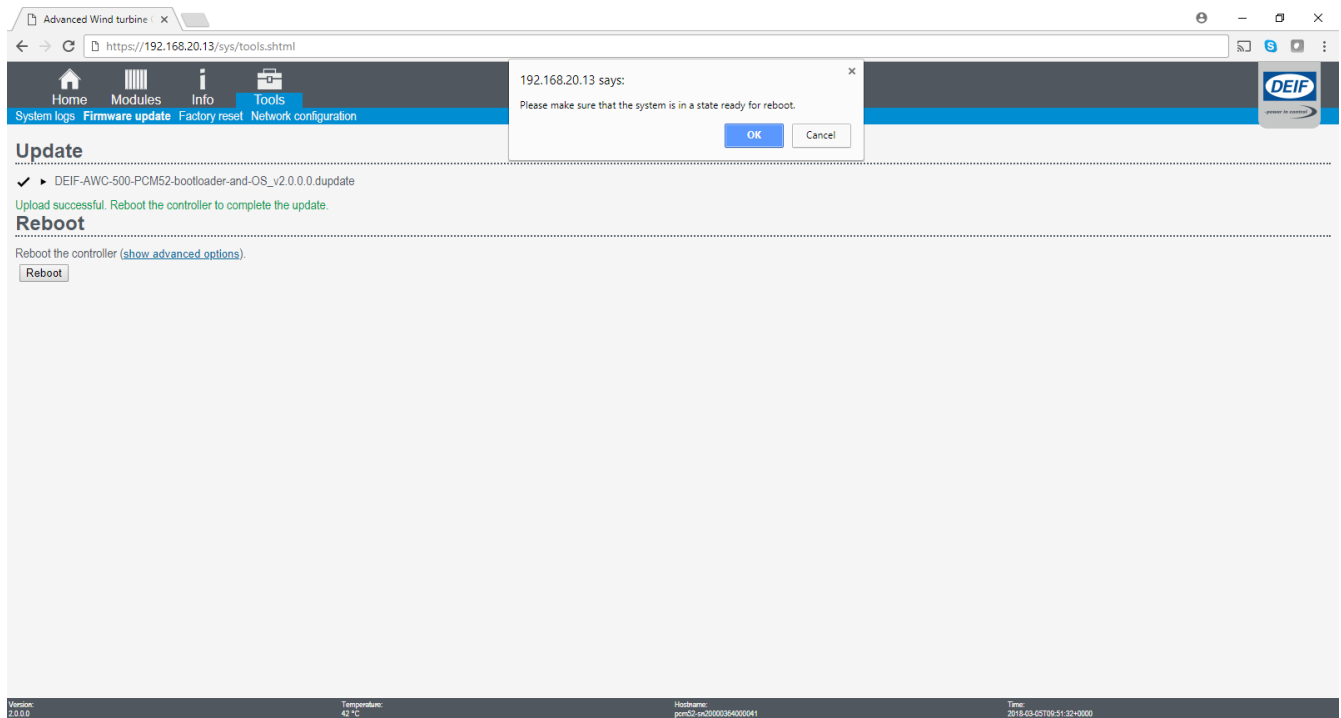 Advanced Wind turbine
https://192.168.20.13/sys/tools.shtml
Home Modules Info Tools
System logs Firmware update Factory reset Network configuration
192.168.20.13 says:
Please make sure that the system is in a state ready for reboot.
OK Cancel
DEIF
-power in control
Update
DEIF-AWC-500-PCM52-bootloader-and-OS_v2.0.0.0.dupdate
Upload successful. Reboot the controller to complete the update.
Reboot
Reboot the controller (show advanced options).
Reboot
Version: Temperature: Hostname: Time:
2.0.0.0 42 °C pcm52-sn20000364000041 2018-03-05T09:51:32+0000